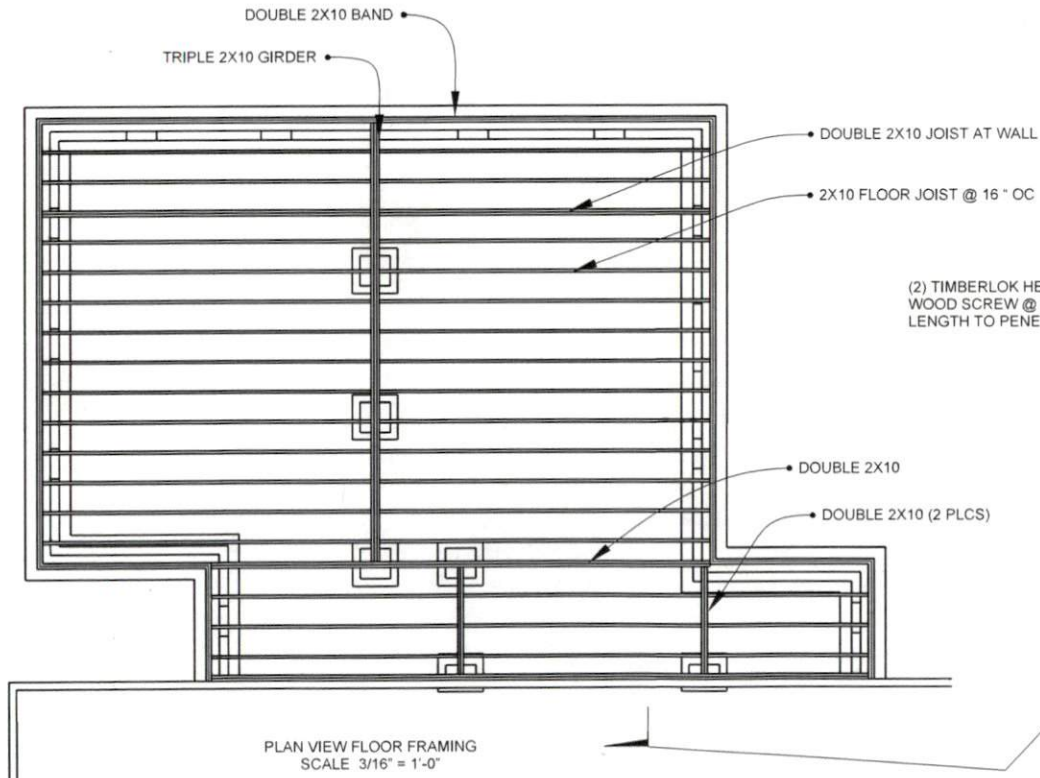 DOUBLE 2X10 BAND
TRIPLE 2X10 GIRDER
DOUBLE 2X10 JOIST AT WALL
2X10 FLOOR JOIST @ 16 " OC
(2) TIMBERLOK HE
WOOD SCREW @
LENGTH TO PENE
DOUBLE 2X10
DOUBLE 2X10 (2 PLCS)
PLAN VIEW FLOOR FRAMING
SCALE 3/16" = 1'-0"